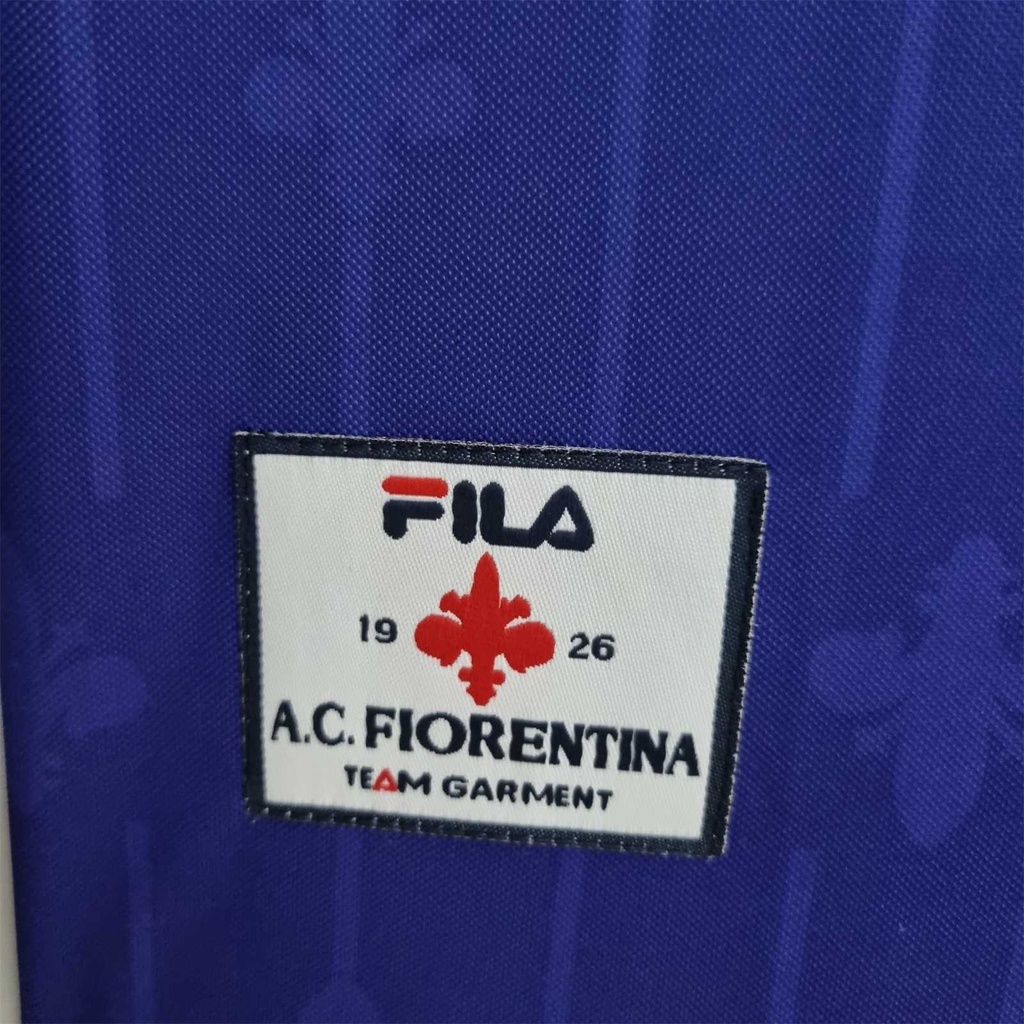 FILA
19 26
A.C. FIORENTINA
TEAM GARMENT